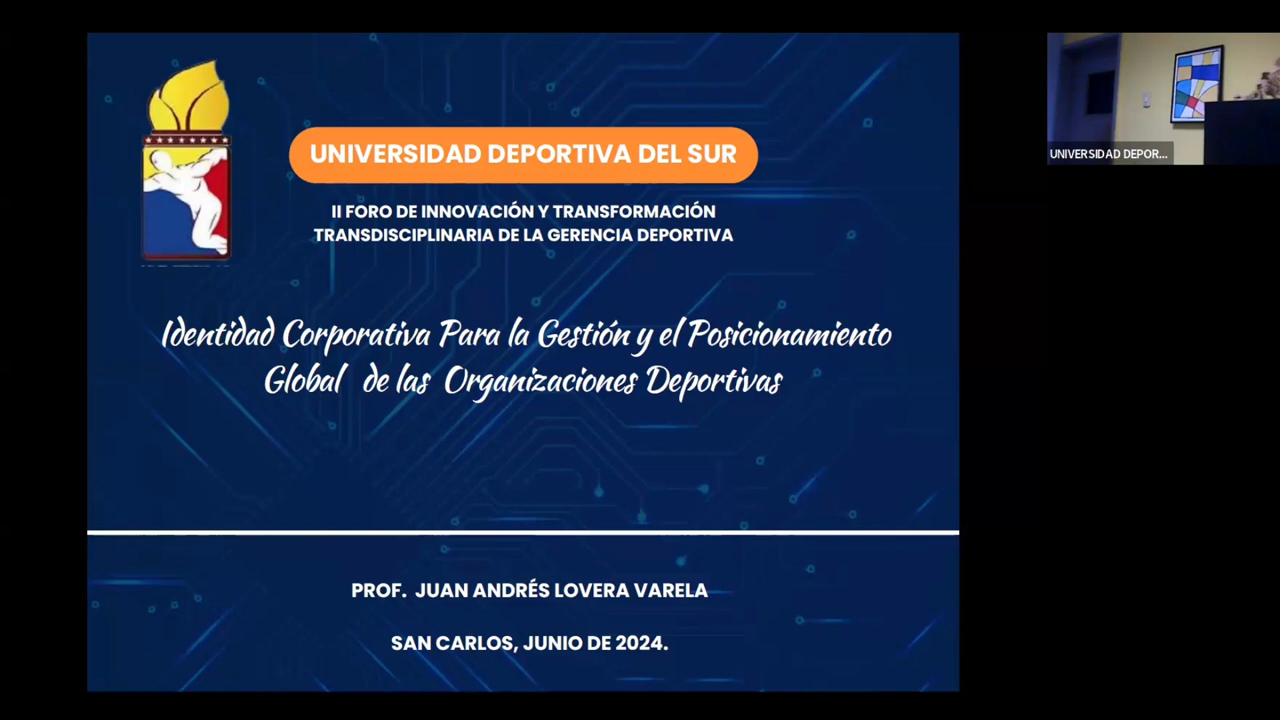 UNIVERSIDAD DEPORTIVA DEL SUR
II FORO DE INNOVACIÓN Y TRANSFORMACIÓN
TRANSDISCIPLINARIA DE LA GERENCIA DEPORTIVA
Identidad Corporativa Para la Gestión y el Posicionamiento
Global de las Organizaciones Deportivas
PROF. JUAN ANDRÉS LOVERA VARELA
SAN CARLOS, JUNIO DE 2024.
UNIVERSIDAD DEPOR...